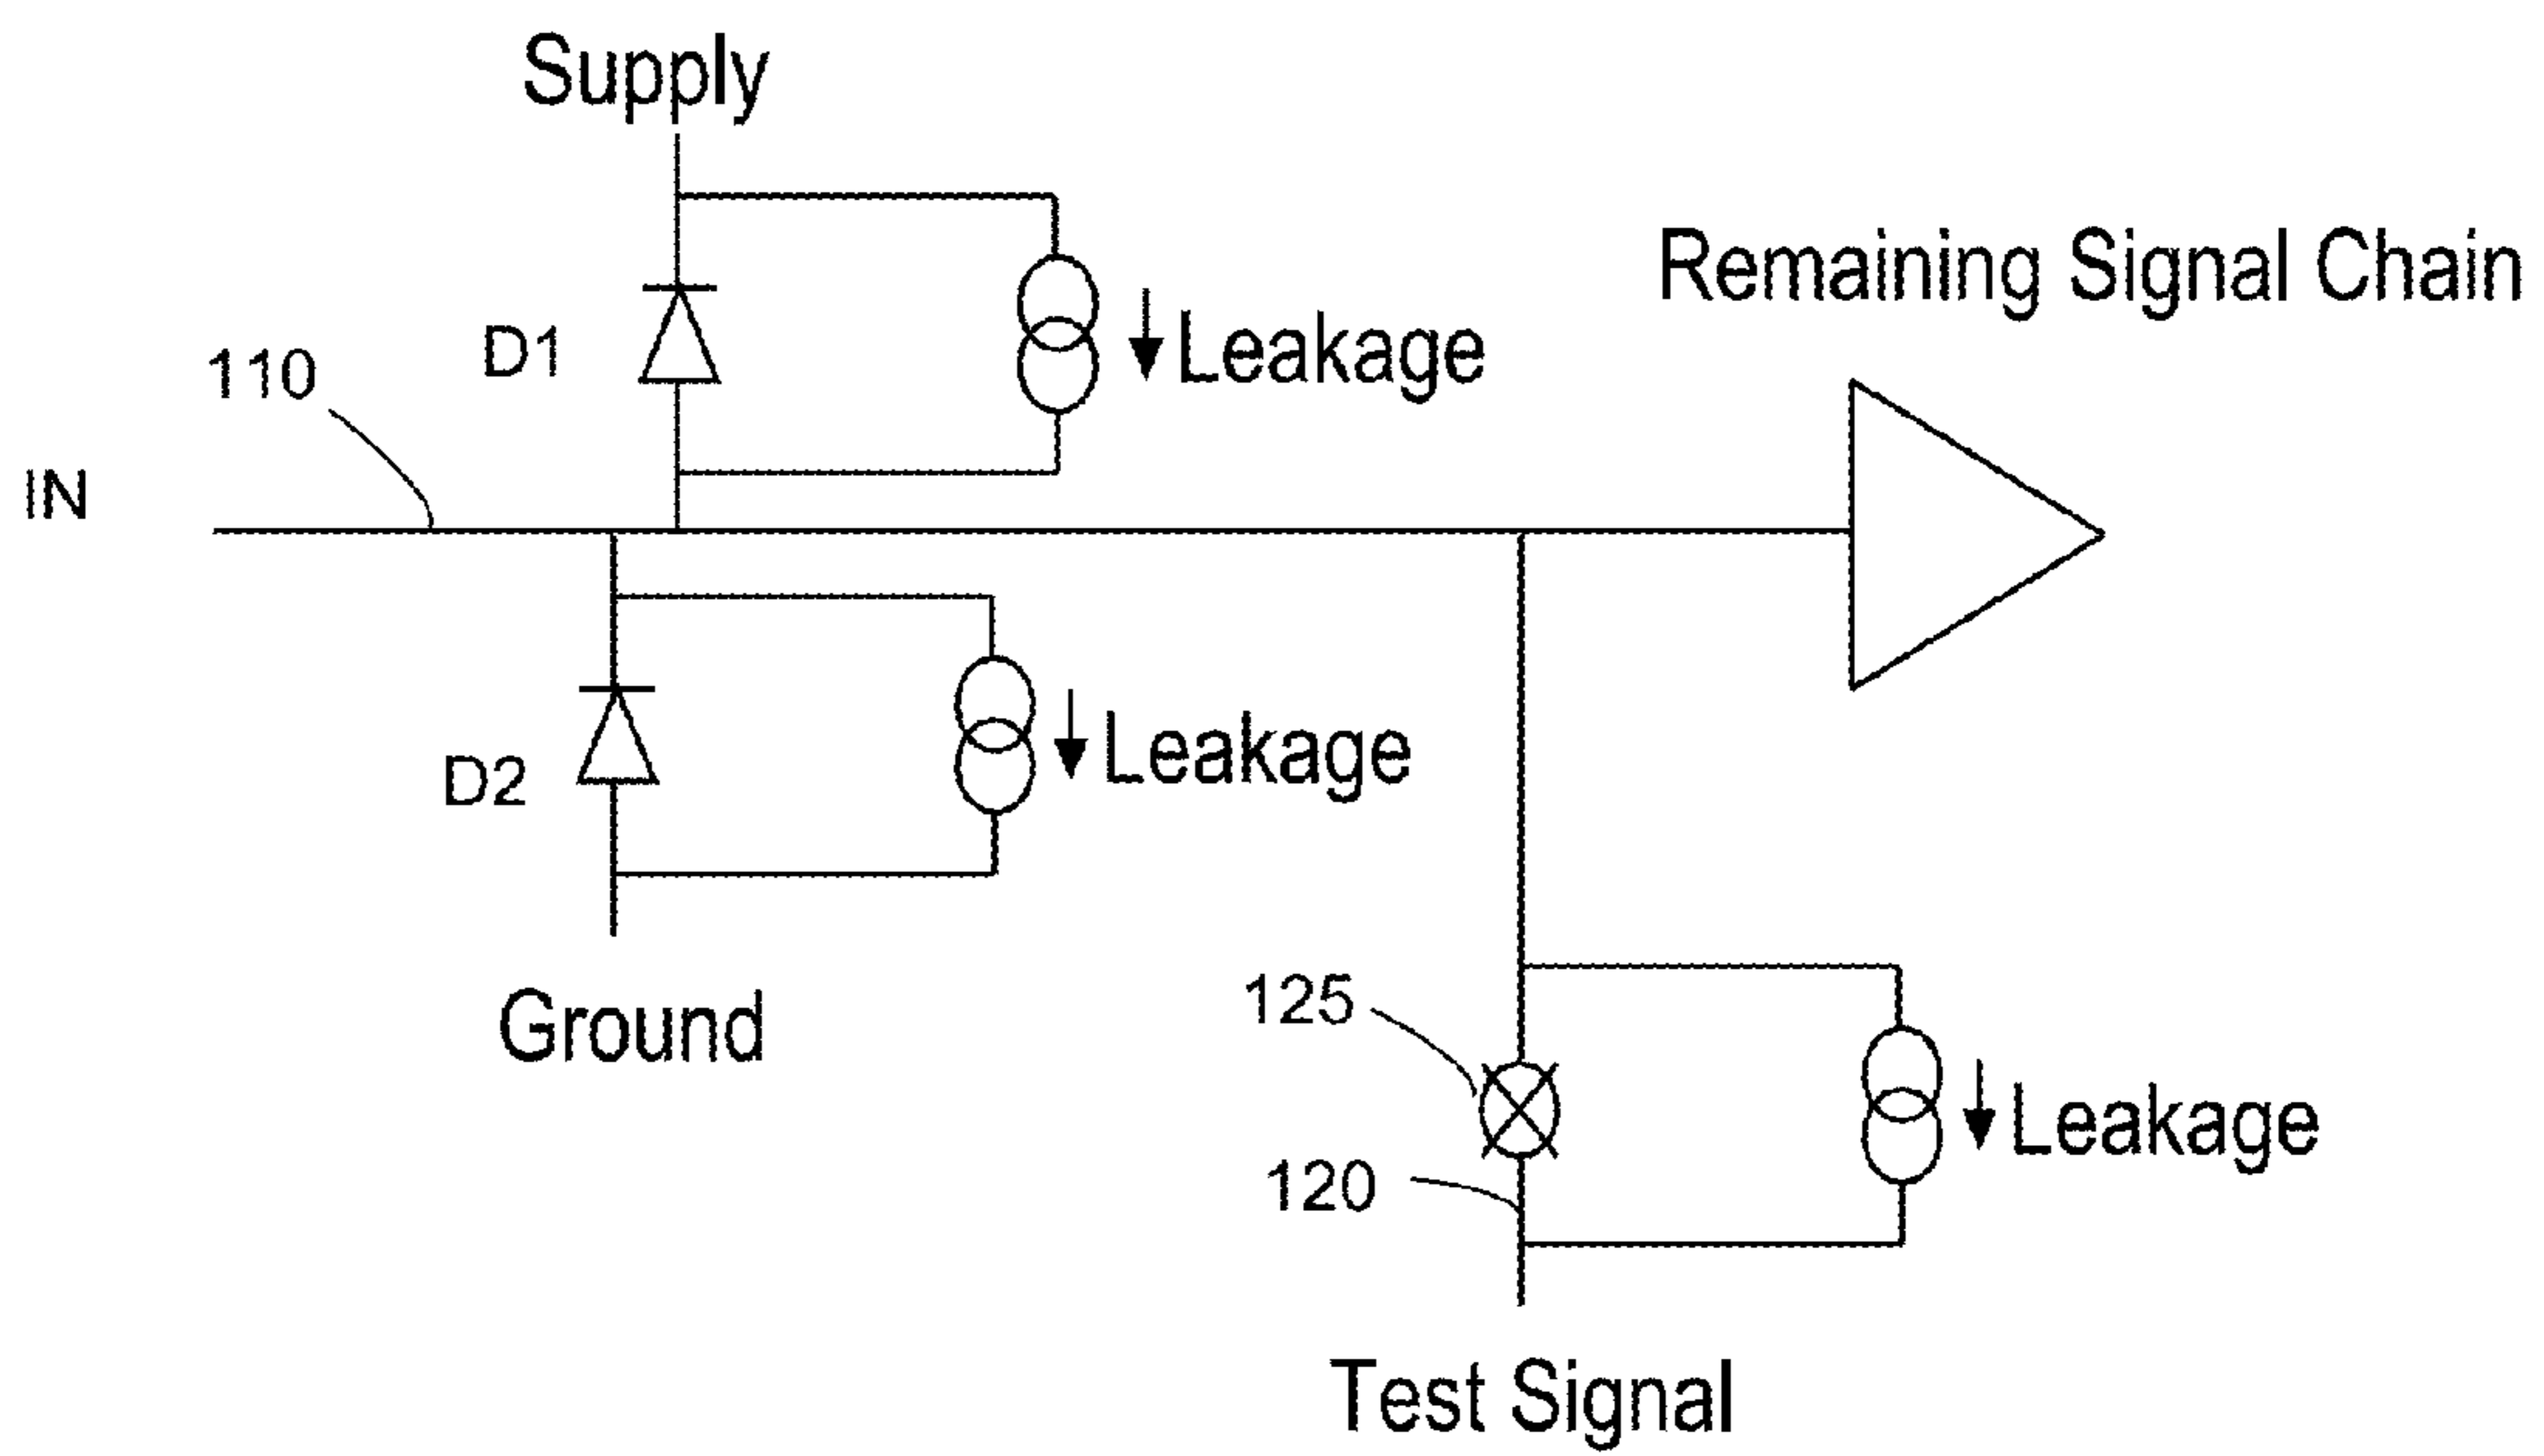 Supply
Remaining Signal Chain
D1
Leakage
110
IN
D2
Leakage
Ground
125
Leakage
120
Test Signal